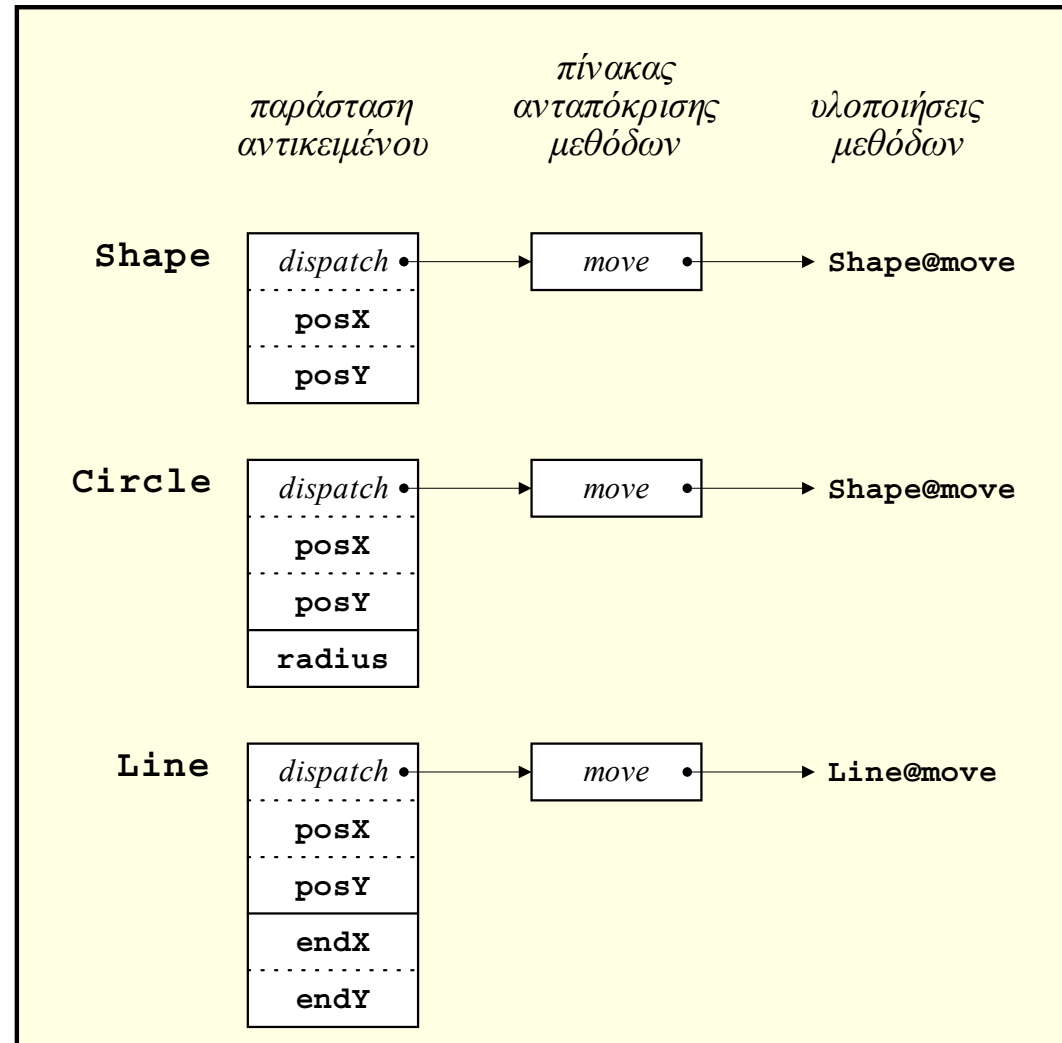 παράσταση
αντικειμένου
πίνακας
ανταπόκρισης
μεθόδων
υλοποιήσεις
μεθόδων
Shape
dispatch
move
Shape@move
posX
posY
Circle
dispatch
move
Shape@move
posX
posY
radius
Line
dispatch
move
Line@move
posX
posY
endX
endY